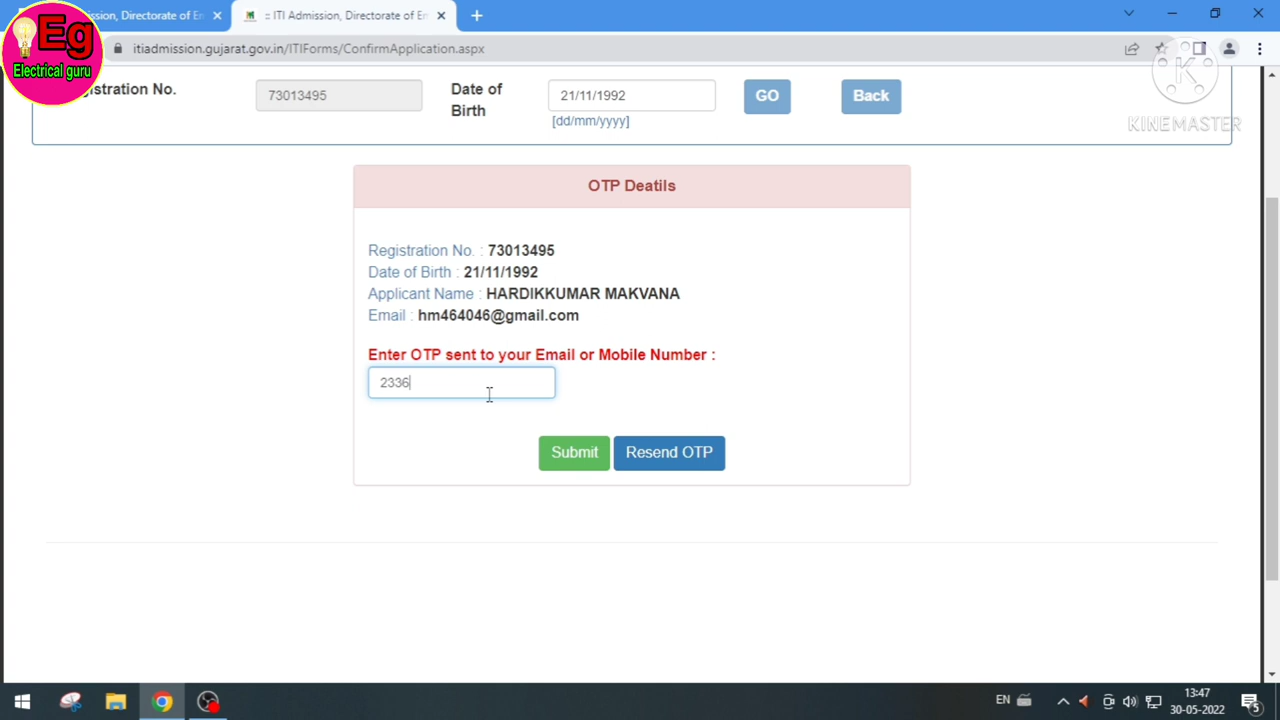 ssion, Directorate of Em
:: ITI Admission, Directorate of Em
Eg
Electrical guru
itiadmission.gujarat.gov.in/ITIForms/ConfirmApplication.aspx
K
KINEMASTER
gistration No.
73013495
Date of Birth
21/11/1992
[dd/mm/yyyy]
GO
Back
OTP Deatils
Registration No. : 73013495
Date of Birth : 21/11/1992
Applicant Name : HARDIKKUMAR MAKVANA
Email : hm464046@gmail.com
Enter OTP sent to your Email or Mobile Number :
2336
Submit
Resend OTP
EN
13:47
30-05-2022
5